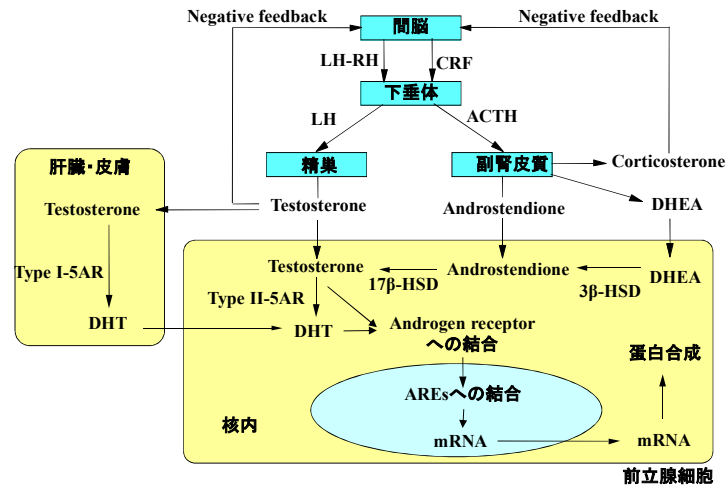 Negative feedback
間脳
Negative feedback
LH-RH
CRF
下垂体
LH
ACTH
肝臓・皮膚
精巣
副腎皮質
Corticosterone
Testosterone
Testosterone
Androstendione
DHEA
Type I-5AR
Testosterone
17β-HSD
Androstendione
3β-HSD
DHEA
Type II-5AR
DHT
DHT
Androgen receptor
への結合
蛋白合成
AREsへの結合
核内
mRNA
mRNA
前立腺細胞